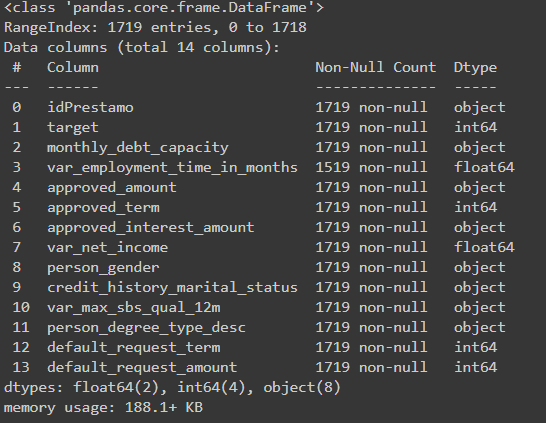 <class 'pandas.core.frame.DataFrame'>
RangeIndex: 1719 entries, 0 to 1718
Data columns (total 14 columns):
 #   Column                        Non-Null Count  Dtype
---  ------                        --------------  -----
 0   idPrestamo                    1719 non-null   object
 1   target                        1719 non-null   int64
 2   monthly_debt_capacity         1719 non-null   object
 3   var_employment_time_in_months 1519 non-null   float64
 4   approved_amount               1719 non-null   object
 5   approved_term                 1719 non-null   int64
 6   approved_interest_amount      1719 non-null   object
 7   var_net_income                1719 non-null   float64
 8   person_gender                 1719 non-null   object
 9   credit_history_marital_status 1719 non-null   object
 10  var_max_sbs_qual_12m          1719 non-null   object
 11  person_degree_type_desc       1719 non-null   object
 12  default_request_term          1719 non-null   int64
 13  default_request_amount        1719 non-null   int64
dtypes: float64(2), int64(4), object(8)
memory usage: 188.1+ KB